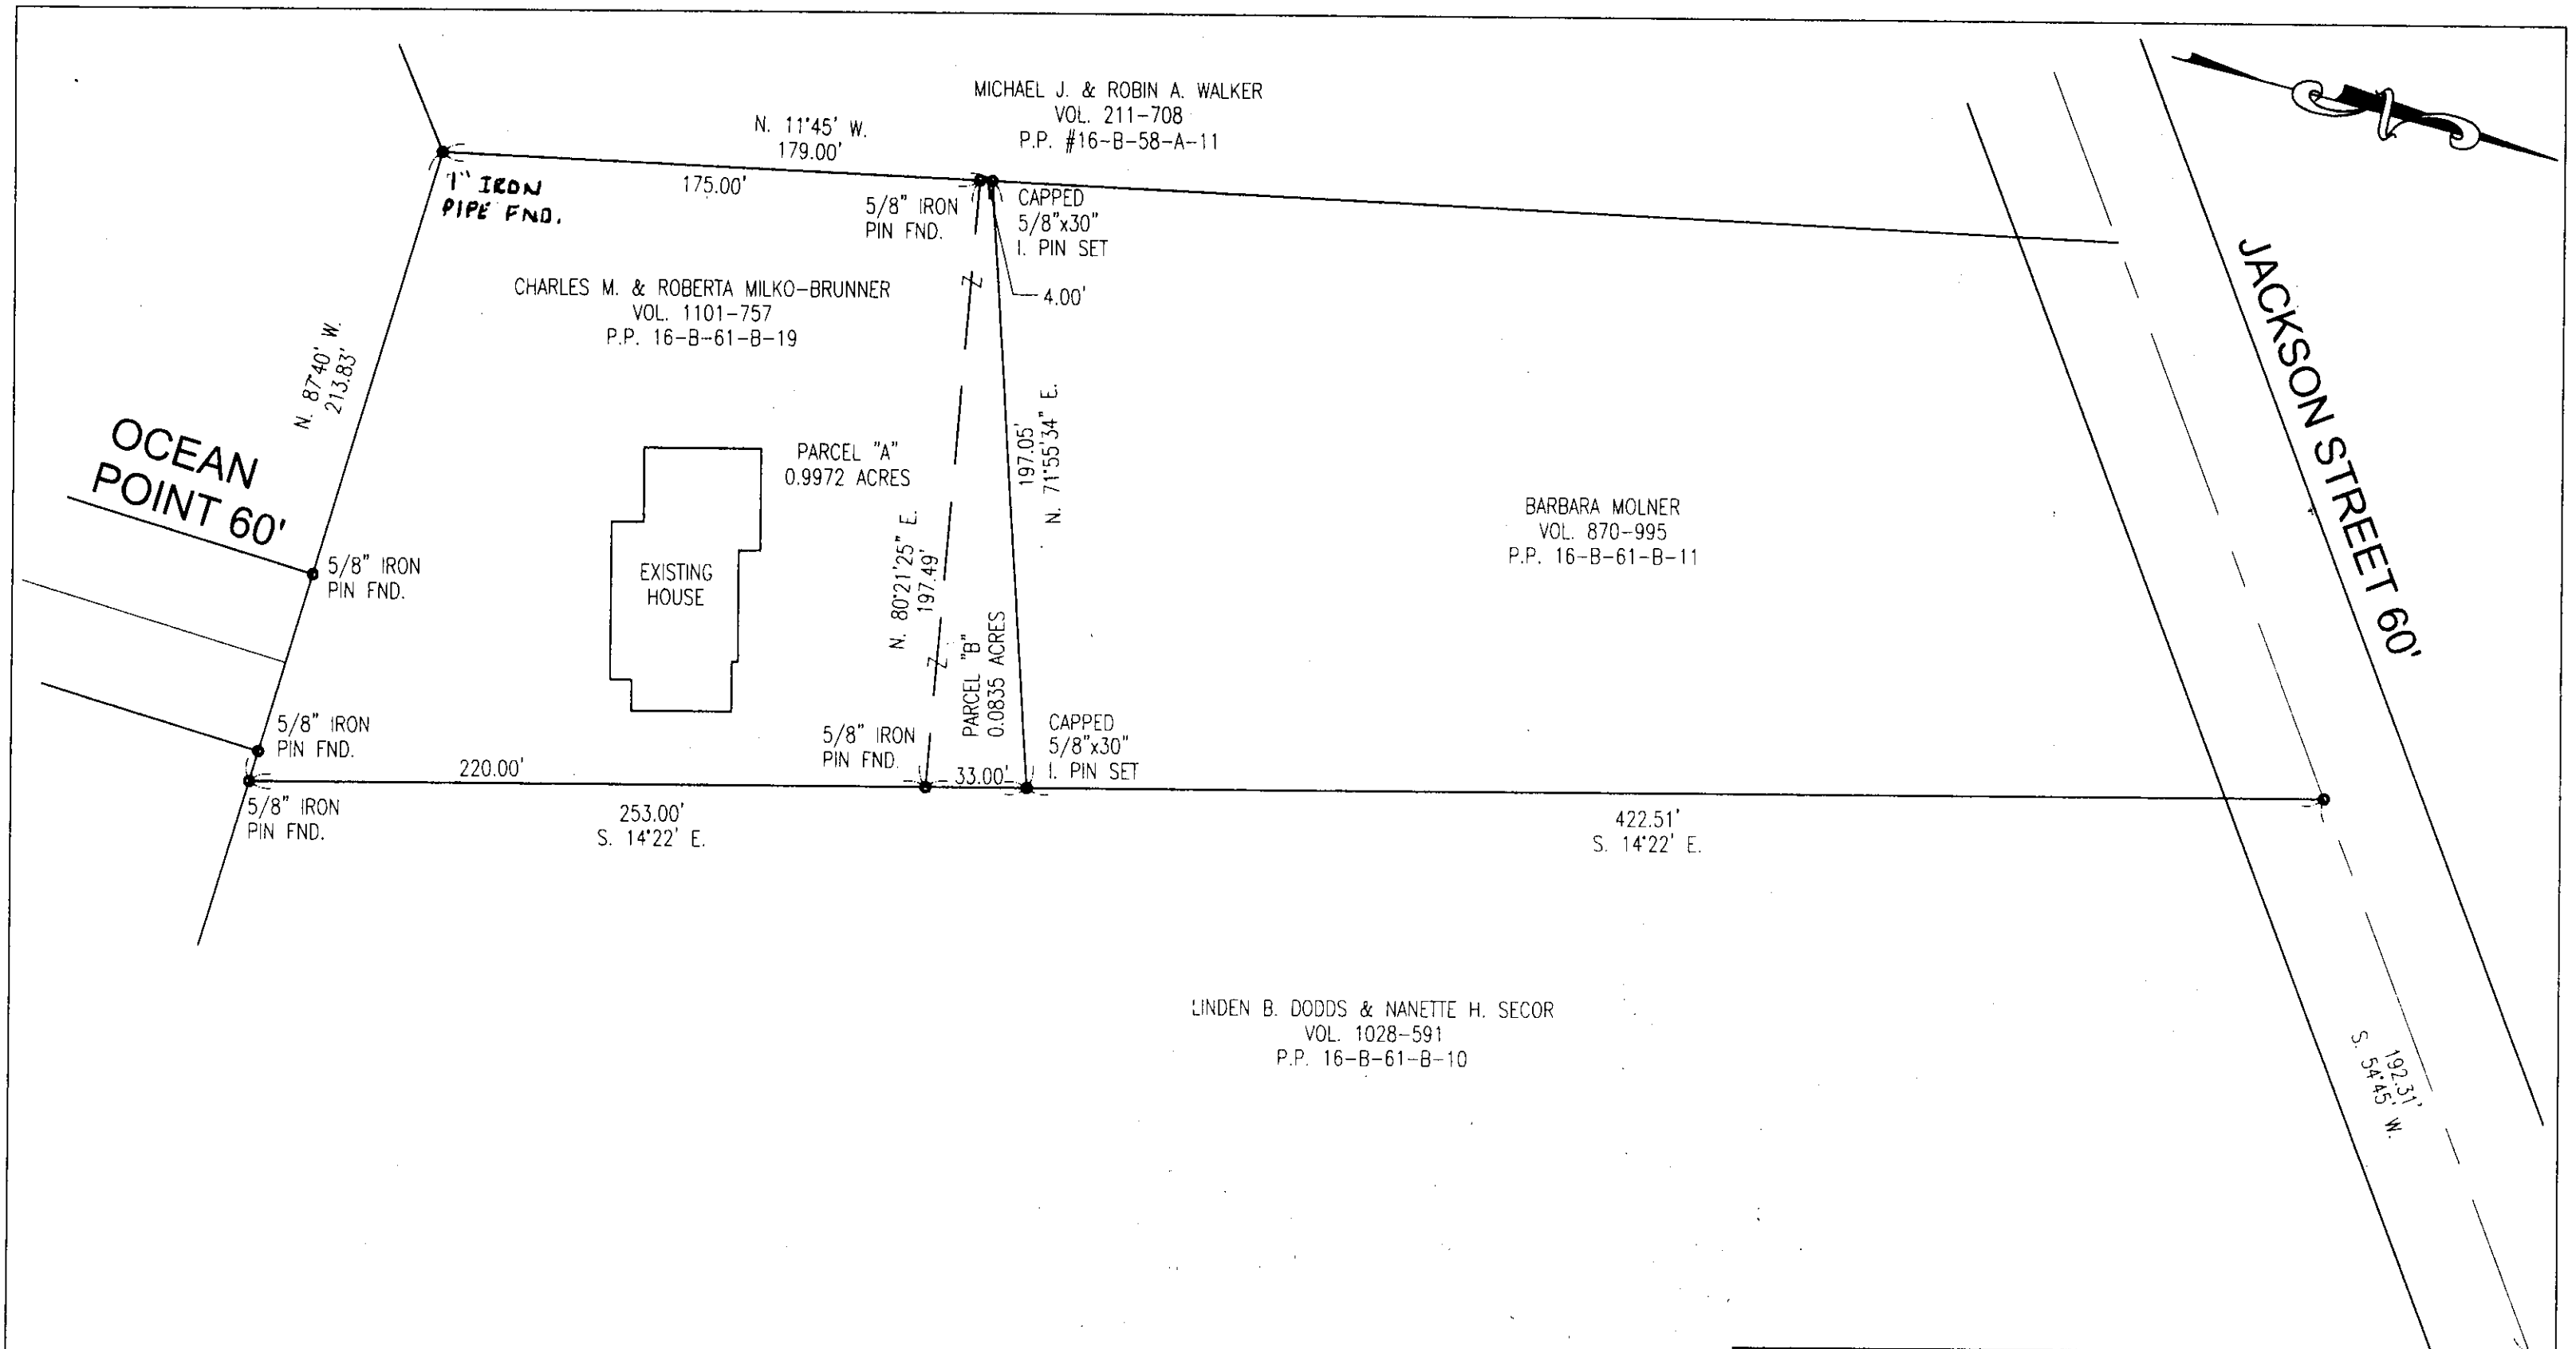 MICHAEL J. & ROBIN A. WALKER
VOL. 211-708
P.P. #16-B-58-A-11
N. 11°45' W.
179.00'
175.00'
1" IRON
PIPE FND.
5/8" IRON
PIN FND.
CAPPED
5/8"x30"
I. PIN SET
4.00'
CHARLES M. & ROBERTA MILKO-BRUNNER
VOL. 1101-757
P.P. 16-B-61-B-19
N. 87°40' W.
213.83'
OCEAN
POINT 60'
PARCEL "A"
0.9972 ACRES
EXISTING
HOUSE
N. 80°21'25" E.
197.49'
197.05'
N. 71°55'34" E.
PARCEL "B"
0.0835 ACRES
BARBARA MOLNER
VOL. 870-995
P.P. 16-B-61-B-11
JACKSON STREET 60'
5/8" IRON
PIN FND.
5/8" IRON
PIN FND.
5/8" IRON
PIN FND.
5/8" IRON
PIN FND.
CAPPED
5/8"x30"
I. PIN SET
220.00'
33.00'
253.00'
S. 14°22' E.
422.51'
S. 14°22' E.
LINDEN B. DODDS & NANETTE H. SECOR
VOL. 1028-591
P.P. 16-B-61-B-10
192.31'
S. 54°45' W.